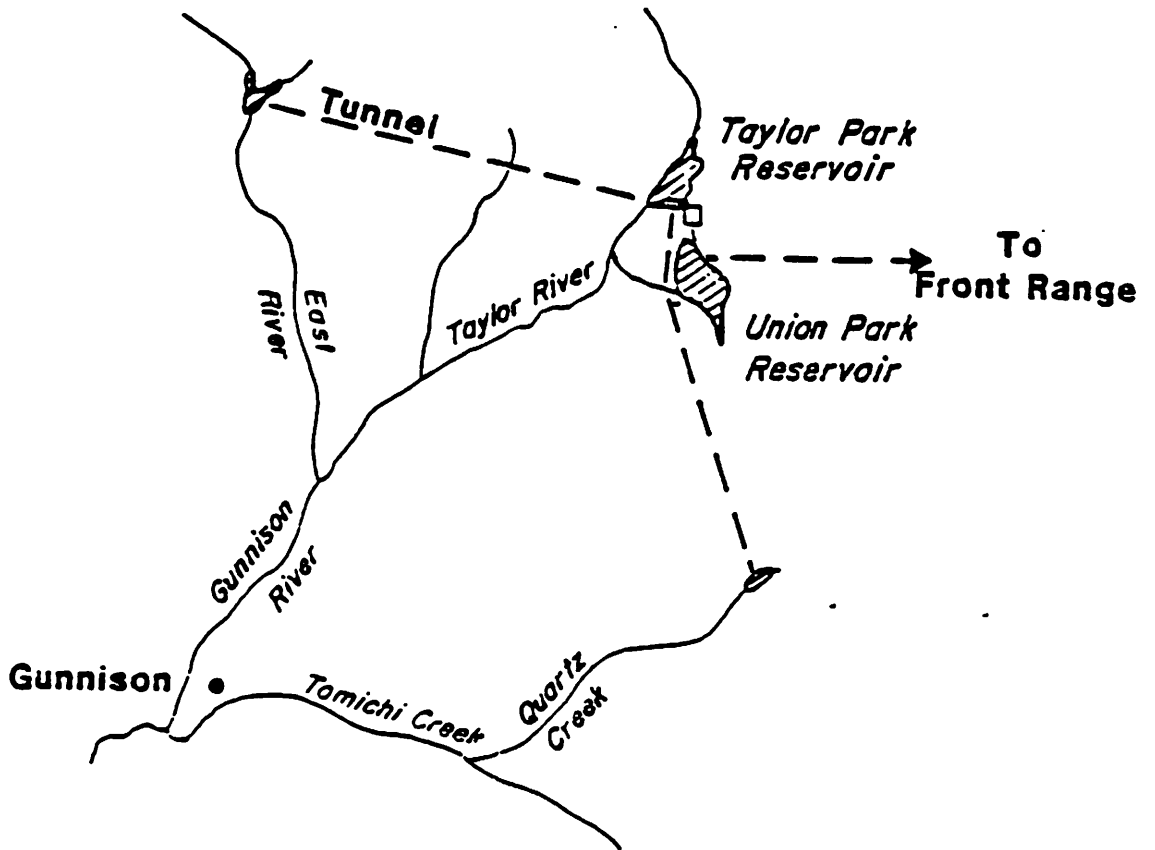 Tunnel
Taylor Park
Reservoir
To
Front Range
East
River
Taylor River
Union Park
Reservoir
Gunnison
River
Gunnison
Tomichi Creek
Quartz
Creek